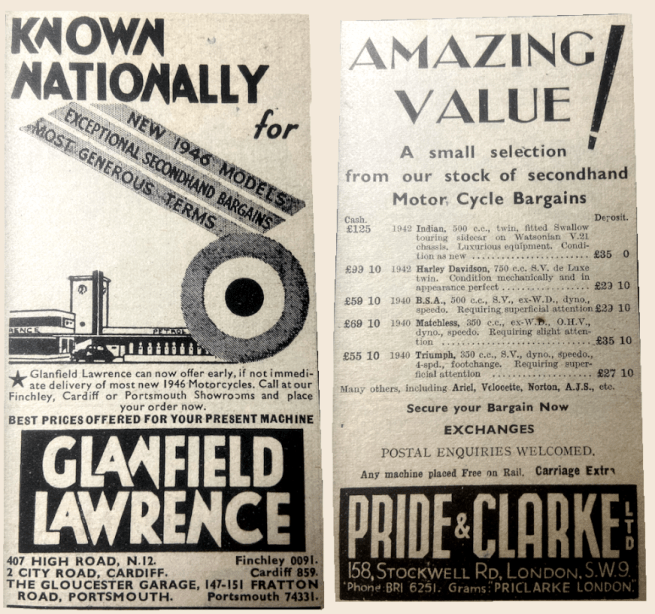 KNOWN
NATIONALLY
for
NEW 1946 MODELS
EXCEPTIONAL SECONDHAND BARGAINS
MOST GENEROUS TERMS
PETROL
★ Glanfield Lawrence can now offer early, if not immedi-
ate delivery of most new 1946 Motorcycles. Call at our
Finchley, Cardiff or Portsmouth Showrooms and place
your order now.
BEST PRICES OFFERED FOR YOUR PRESENT MACHINE
GLANFIELD
LAWRENCE
407 HIGH ROAD, N.12. Finchley 0091.
2 CITY ROAD, CARDIFF. Cardiff 859.
THE GLOUCESTER GARAGE, 147-151 FRATTON
ROAD, PORTSMOUTH. Portsmouth 74331.
AMAZING
VALUE!
A small selection
from our stock of secondhand
Motor Cycle Bargains
Cash. Deposit.
£125 1942 Indian, 500 c.c., twin, fitted Swallow
touring sidecar on Watsonian V.21
chassis. Luxurious equipment. Condi-
tion as new £35 0
£99 10 1942 Harley Davidson, 750 c.c. S.V. de Luxe
twin. Condition mechanically and in
appearance perfect £29 10
£59 10 1940 B.S.A., 500 c.c., S.V., ex-W.D., dyno.,
speedo. Requiring superficial attention £29 10
£69 10 1940 Matchless, 350 c.c., ex-W.D., O.H.V.,
dyno., speedo. Requiring slight atten-
tion £35 10
£55 10 1940 Triumph, 350 c.c., S.V., dyno., speedo.,
4-spd., footchange. Requiring super-
ficial attention £27 10
Many others, including Ariel, Velocette, Norton, A.J.S., etc.
Secure your Bargain Now
EXCHANGES
POSTAL ENQUIRIES WELCOMED.
Any machine placed Free on Rail. Carriage Extra
PRIDE & CLARKE LTD
158, STOCKWELL RD, LONDON. S.W.9.
'Phone: BRI 6251. Grams: "PRICLARKE LONDON."